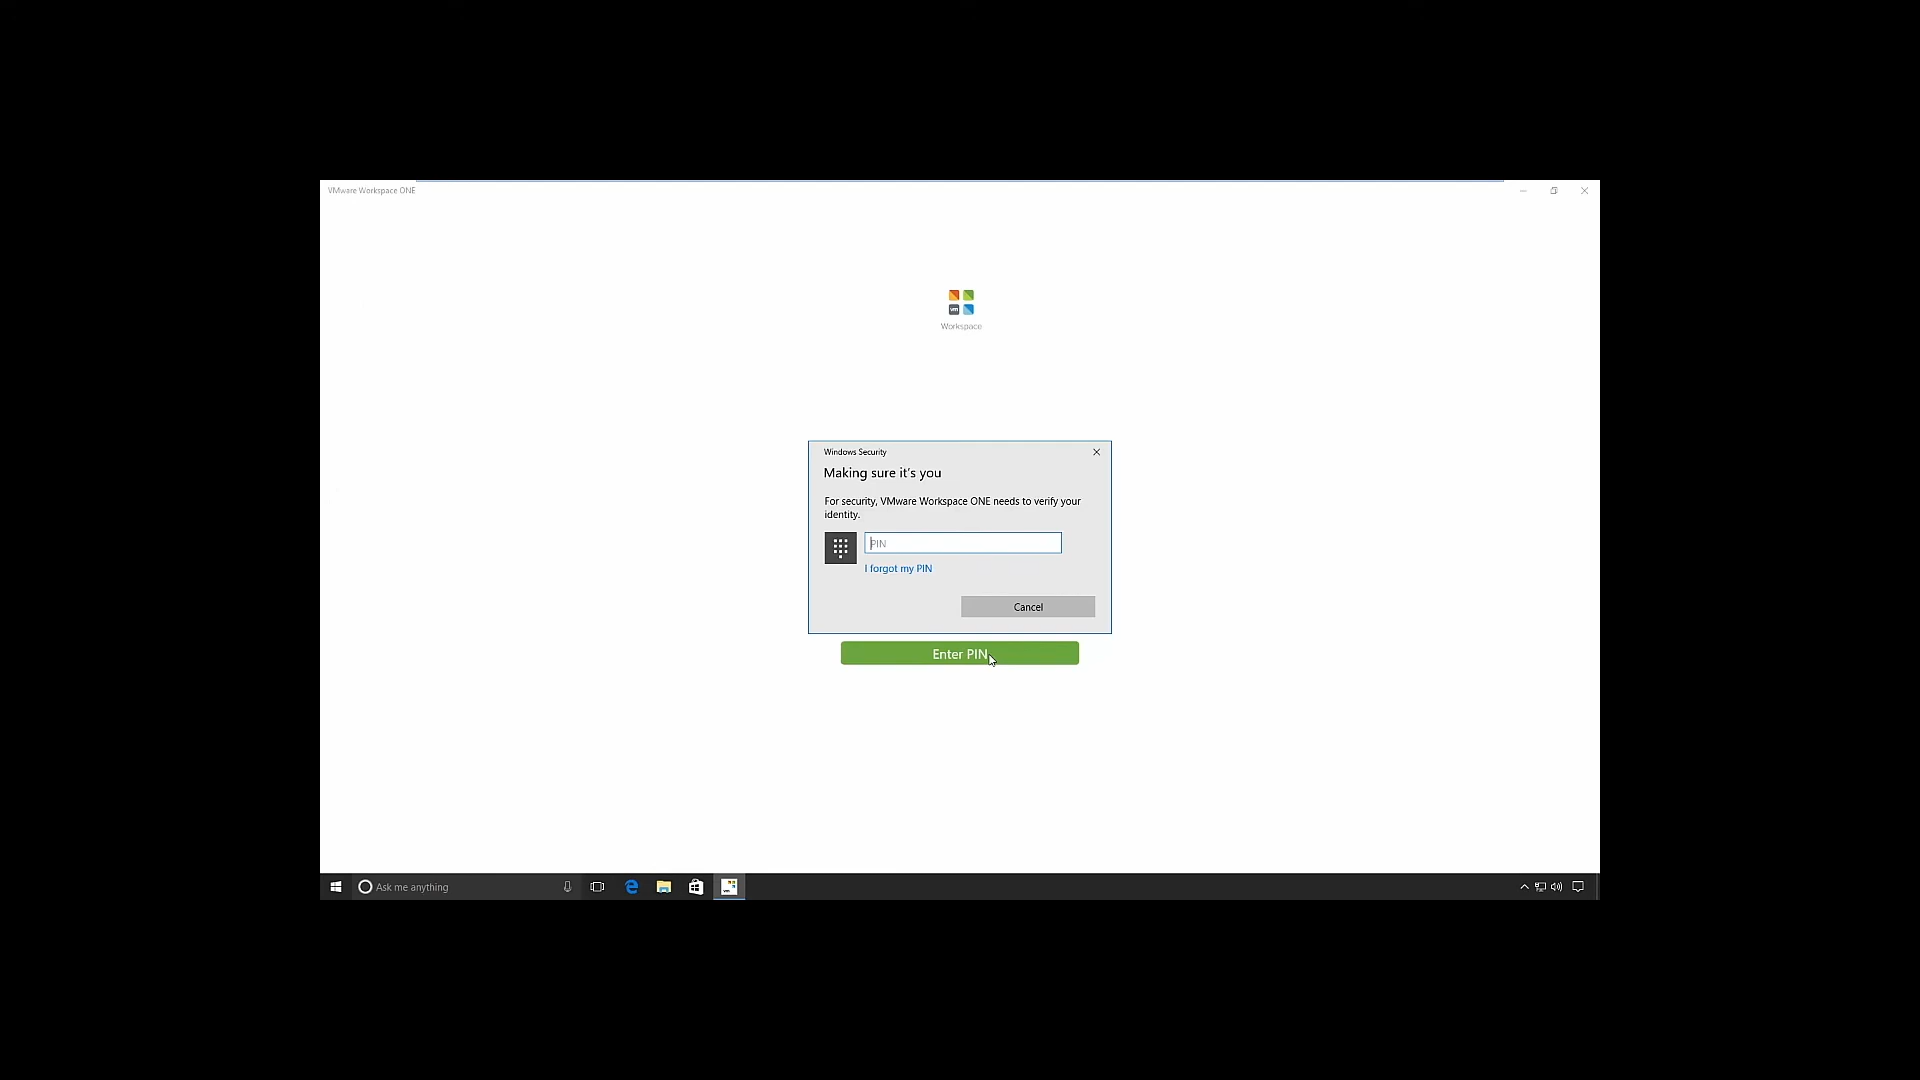 VMware Workspace ONE
vm
Workspace
Windows Security
Making sure it's you
For security, VMware Workspace ONE needs to verify your
identity.
PIN
I forgot my PIN
Cancel
Enter PIN
Ask me anything